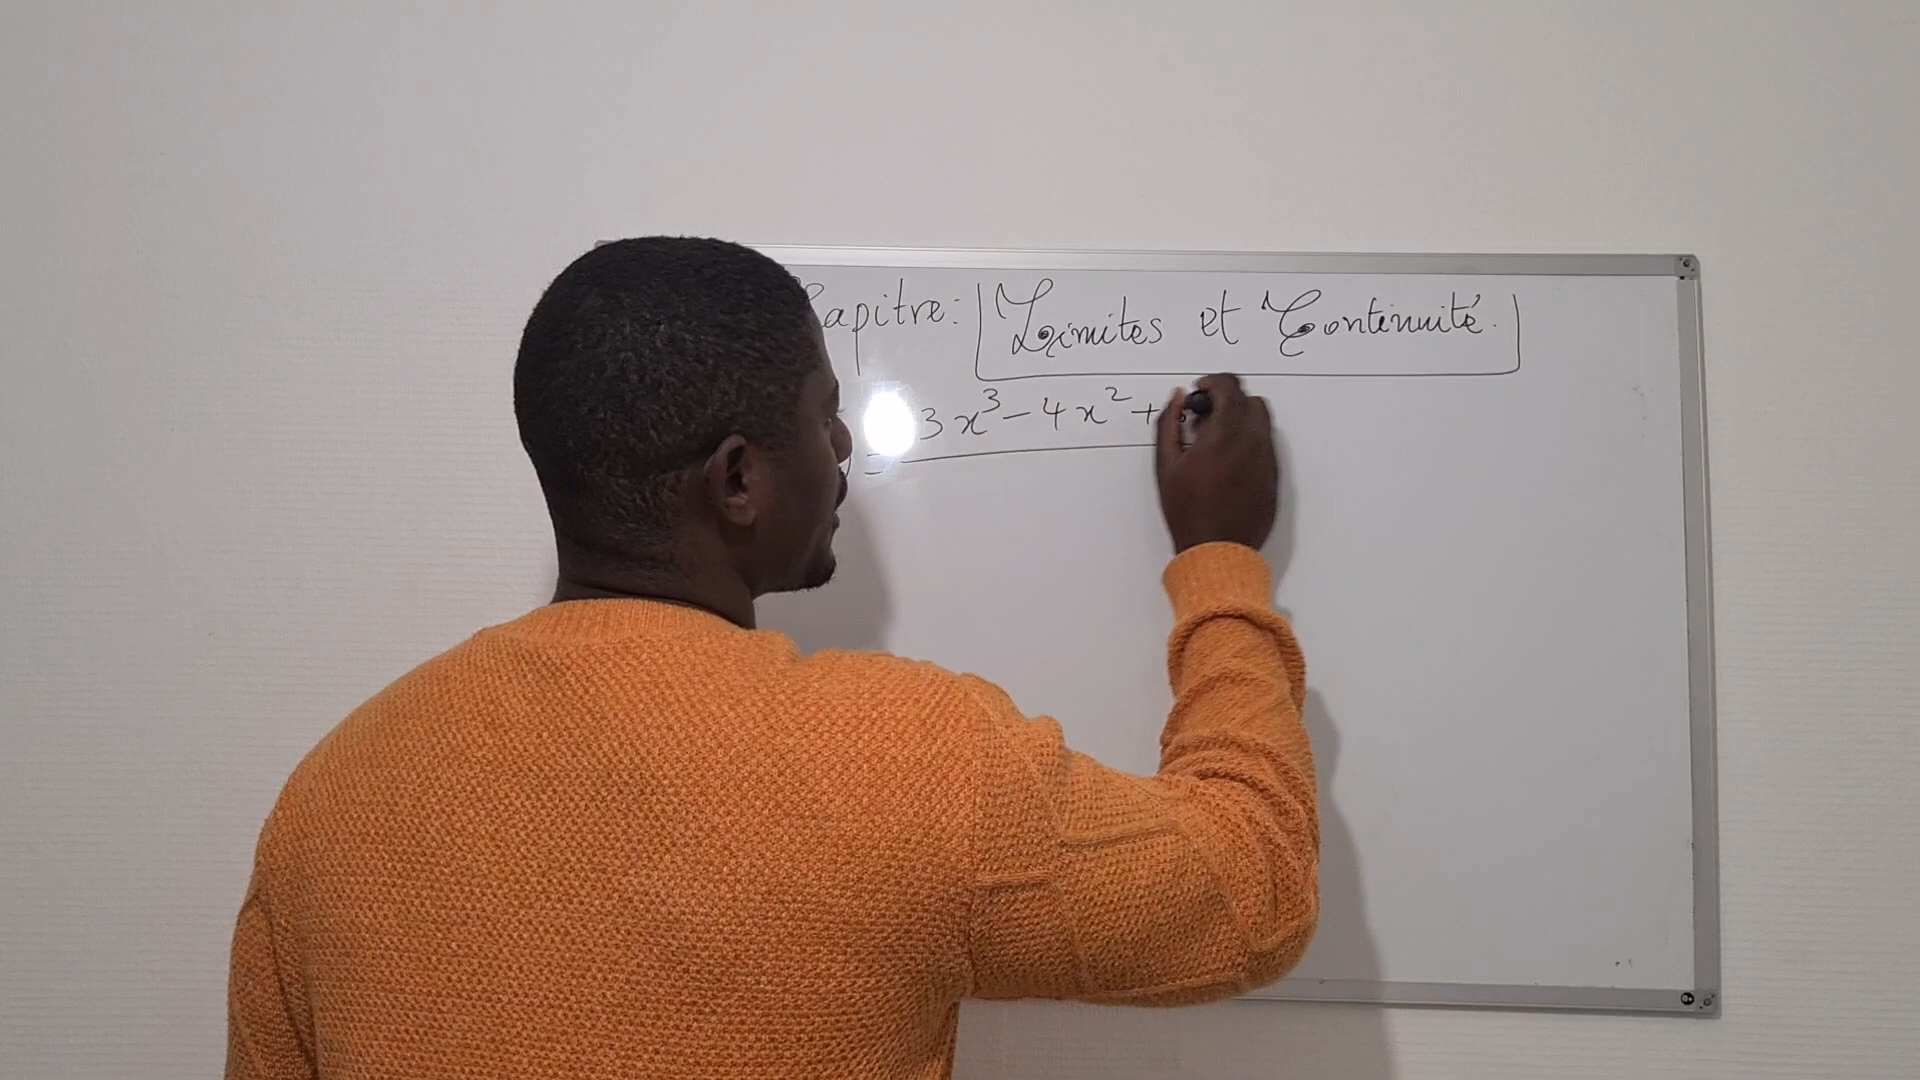 apitre: Limites et Continuité.
) = 3x³ - 4x² +